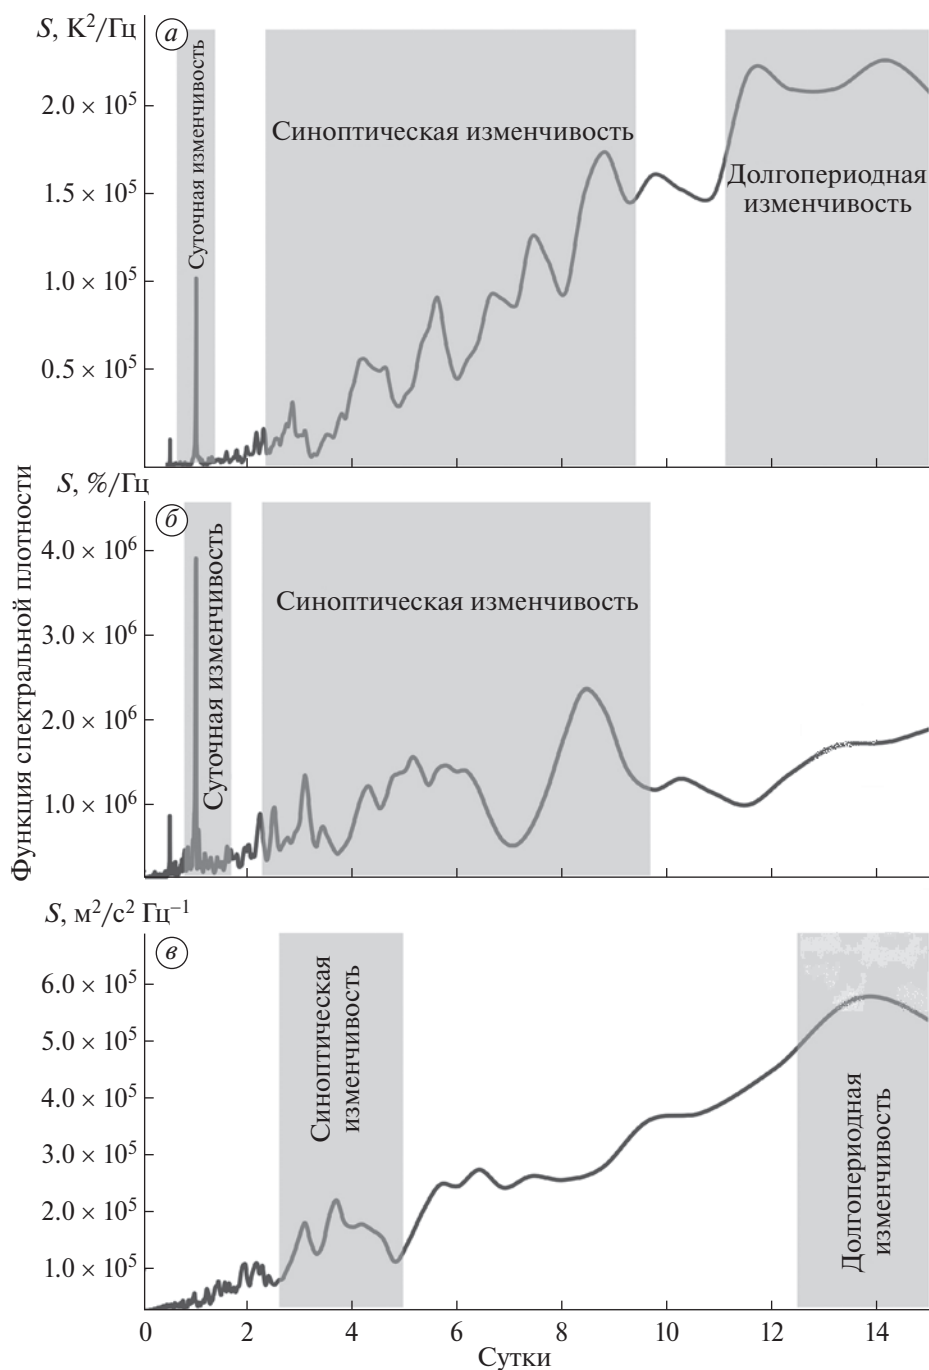 S, К²/Гц
а
2.0 × 10⁵
1.5 × 10⁵
1.0 × 10⁵
0.5 × 10⁵
Суточная изменчивость
Синоптическая изменчивость
Долгопериодная
изменчивость
Функция спектральной плотности
S, %/Гц
б
4.0 × 10⁶
3.0 × 10⁶
2.0 × 10⁶
1.0 × 10⁶
Суточная изменчивость
Синоптическая изменчивость
S, м²/с² Гц⁻¹
в
6.0 × 10⁵
5.0 × 10⁵
4.0 × 10⁵
3.0 × 10⁵
2.0 × 10⁵
1.0 × 10⁵
Синоптическая
изменчивость
Долгопериодная
изменчивость
0 2 4 6 8 10 12 14
Сутки